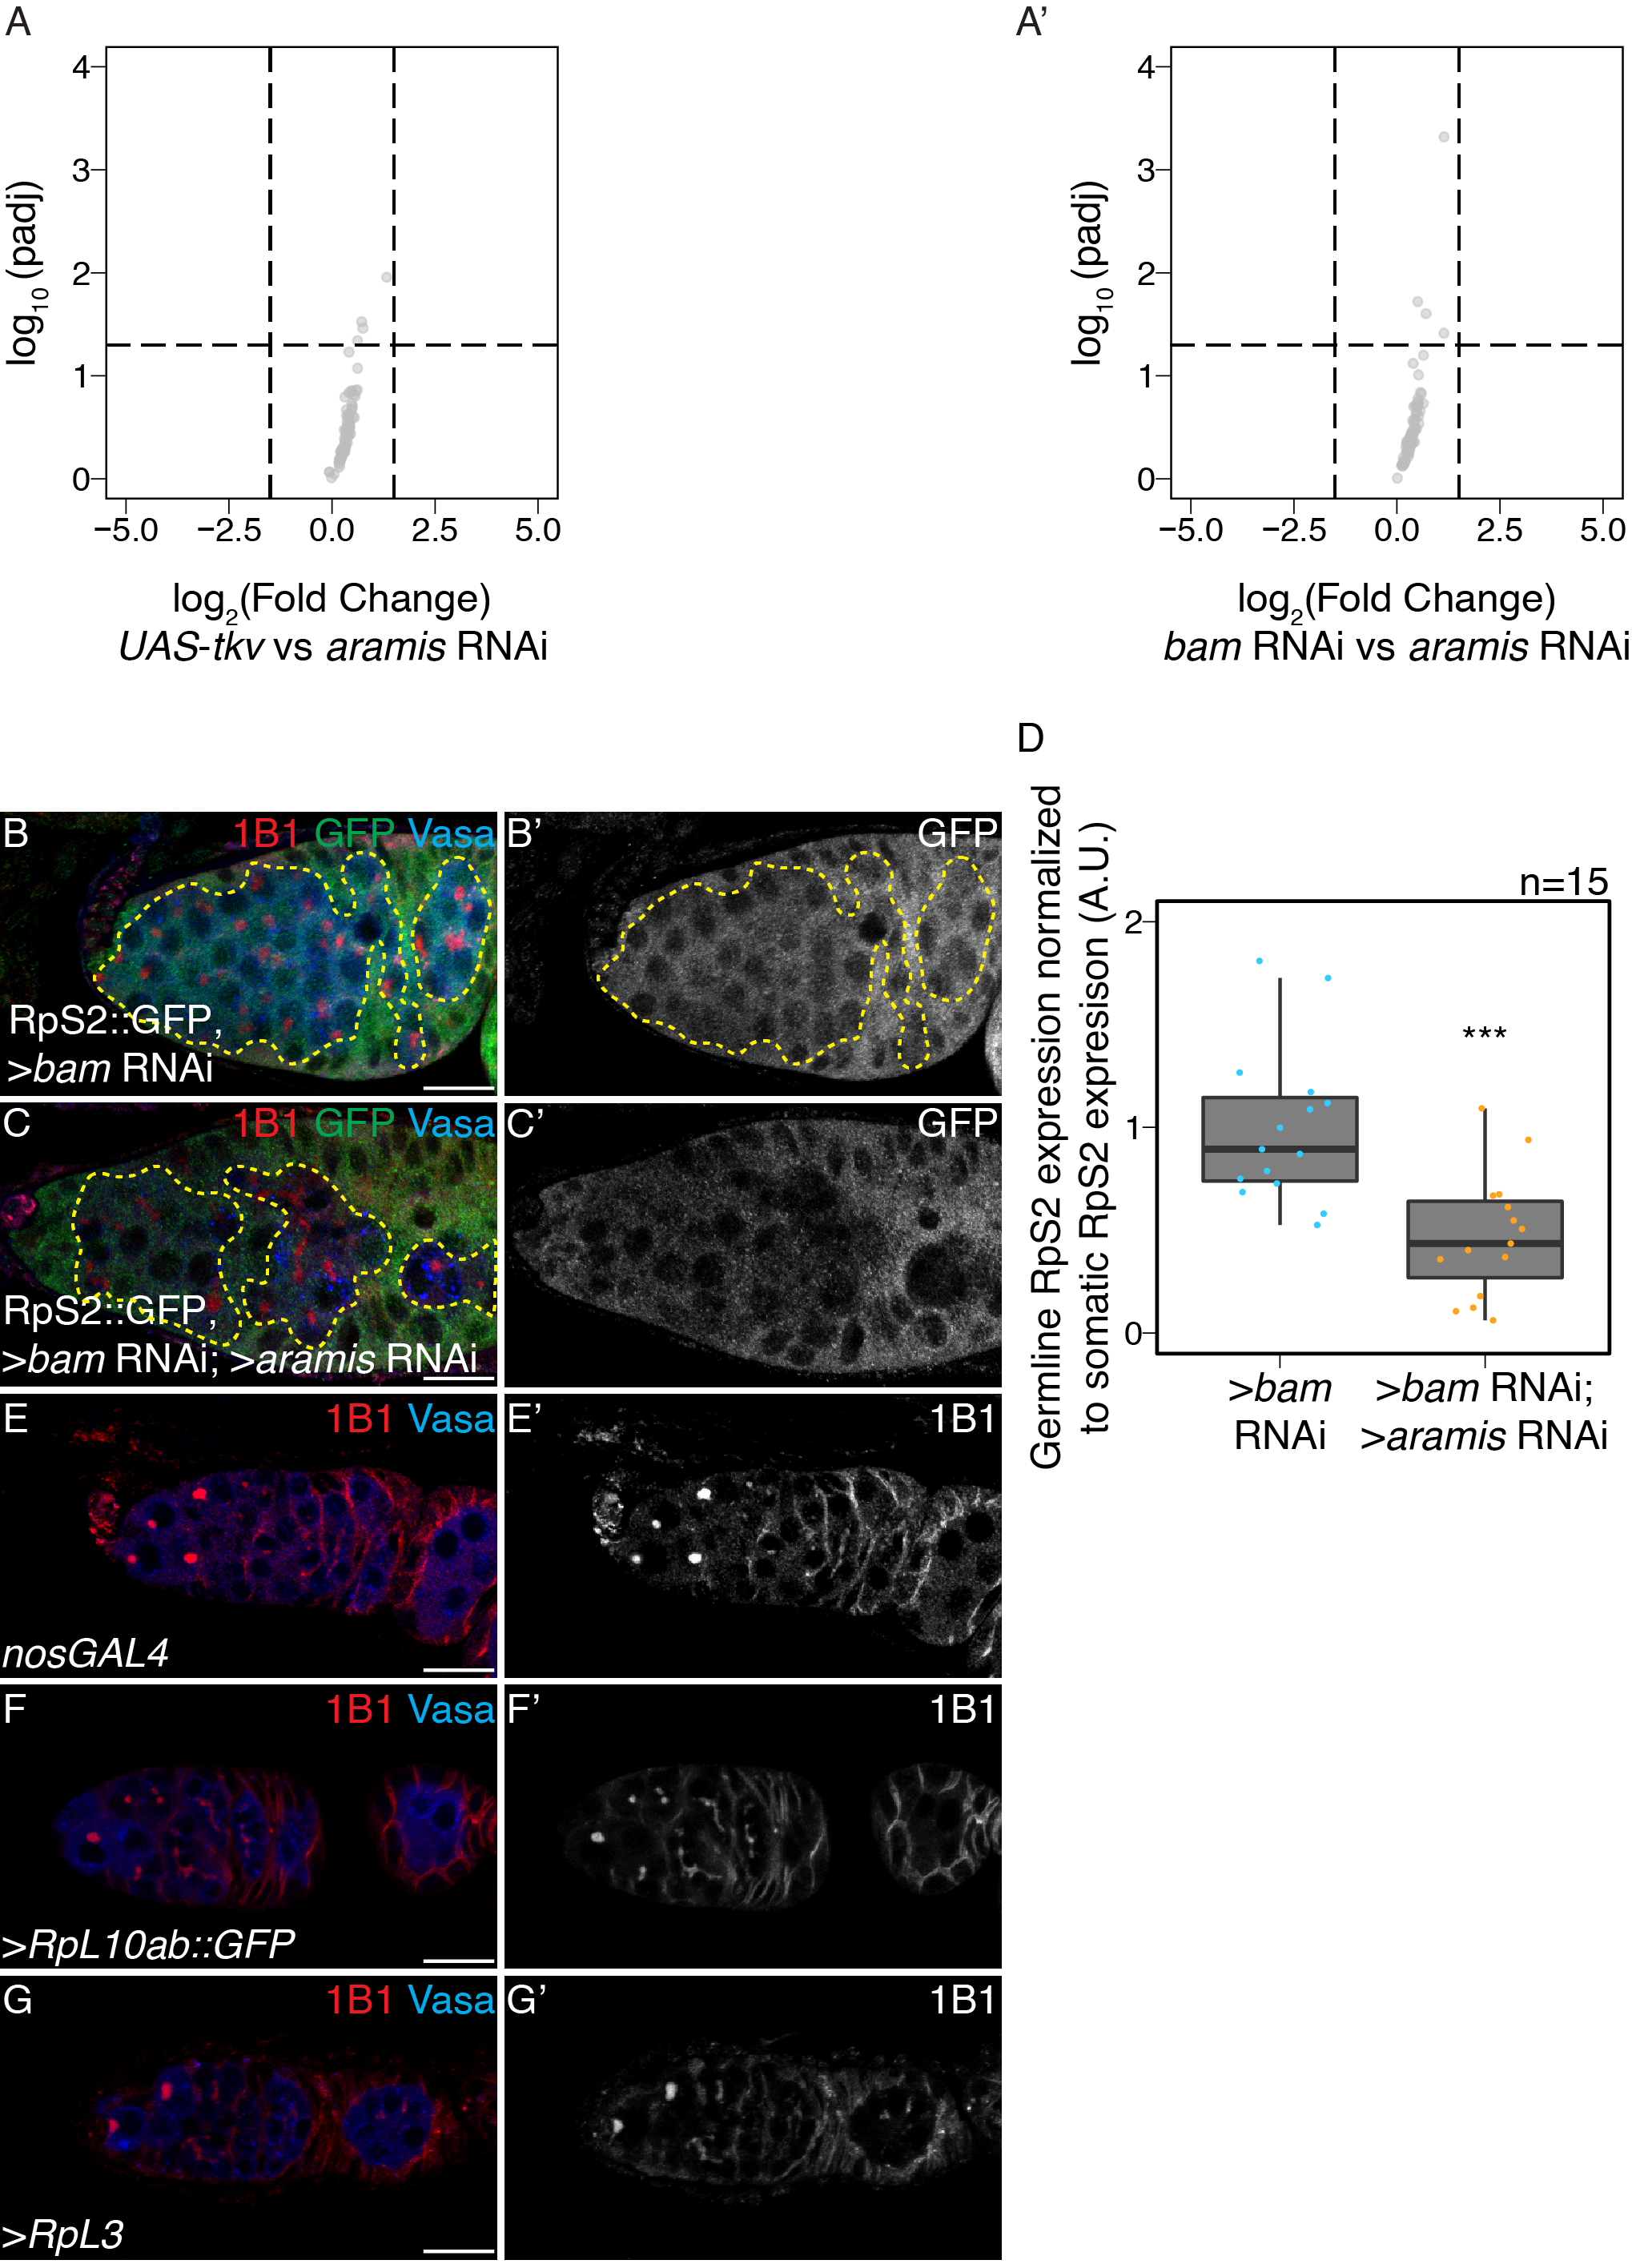 A
4
3
2
1
0
log10 (padj)
−5.0 −2.5 0.0 2.5 5.0
log2(Fold Change)
UAS-tkv vs aramis RNAi
A’
4
3
2
1
0
log10 (padj)
−5.0 −2.5 0.0 2.5 5.0
log2(Fold Change)
bam RNAi vs aramis RNAi
B 1B1 GFP Vasa
RpS2::GFP,
>bam RNAi
B’ GFP
C 1B1 GFP Vasa
RpS2::GFP,
>bam RNAi; >aramis RNAi
C’ GFP
D
n=15
Germline RpS2 expression normalized
to somatic RpS2 expresison (A.U.)
2
1
0
***
>bam
RNAi
>bam RNAi;
>aramis RNAi
E 1B1 Vasa
nosGAL4
E’ 1B1
F 1B1 Vasa
>RpL10ab::GFP
F’ 1B1
G 1B1 Vasa
>RpL3
G’ 1B1